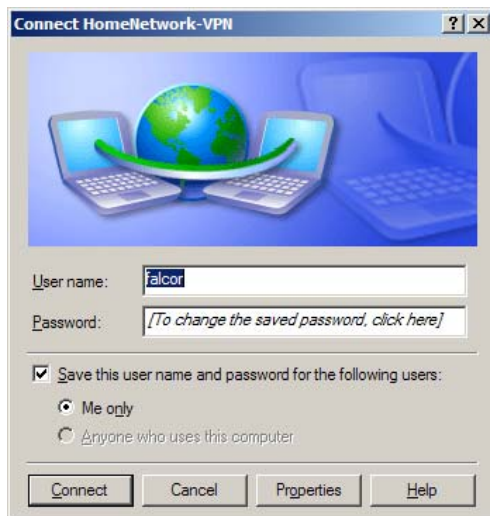 Connect HomeNetwork-VPN
User name: falcor
Password: [To change the saved password, click here]
Save this user name and password for the following users:
Me only
Anyone who uses this computer
Connect Cancel Properties Help